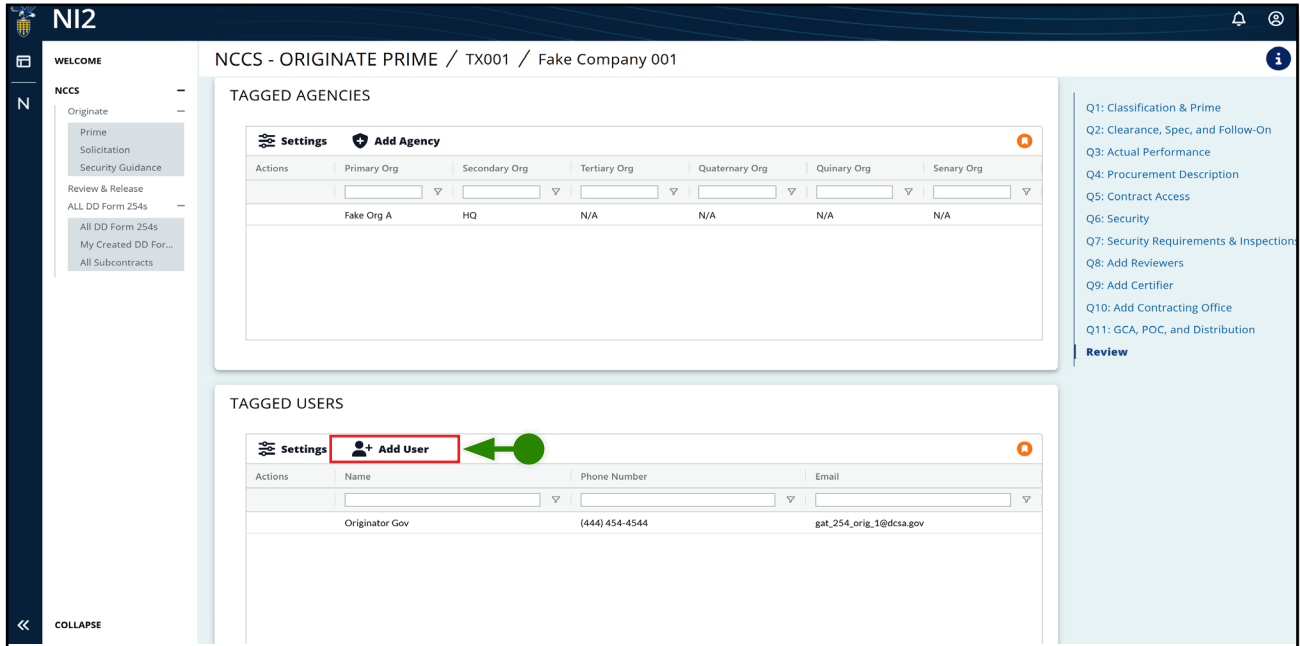 NI2
WELCOME
NCCS - ORIGINATE PRIME / TX001 / Fake Company 001
N
NCCS
Originate
Prime
Solicitation
Security Guidance
Review & Release
ALL DD Form 254s
All DD Form 254s
My Created DD For...
All Subcontracts
COLLAPSE
TAGGED AGENCIES
Settings Add Agency
Actions Primary Org Secondary Org Tertiary Org Quaternary Org Quinary Org Senary Org
Fake Org A HQ N/A N/A N/A N/A
TAGGED USERS
Settings Add User
Actions Name Phone Number Email
Originator Gov (444) 454-4544 gat_254_orig_1@dcsa.gov
Q1: Classification & Prime
Q2: Clearance, Spec, and Follow-On
Q3: Actual Performance
Q4: Procurement Description
Q5: Contract Access
Q6: Security
Q7: Security Requirements & Inspections
Q8: Add Reviewers
Q9: Add Certifier
Q10: Add Contracting Office
Q11: GCA, POC, and Distribution
Review